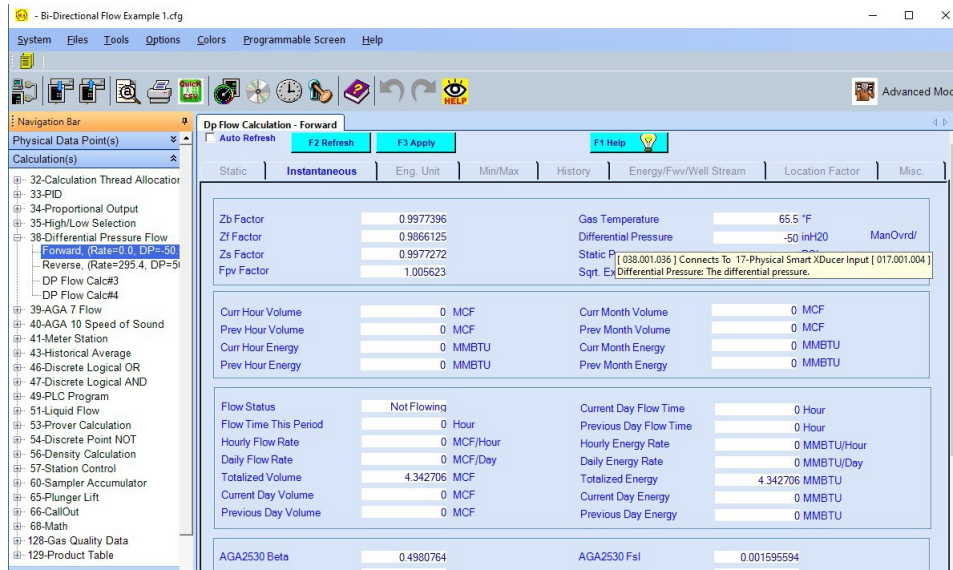 - Bi-Directional Flow Example 1.cfg
System Files Tools Options Colors Programmable Screen Help
QUICK CSV HELP Advanced Mod
Navigation Bar
Physical Data Point(s)
Calculation(s)
32-Calculation Thread Allocation
33-PID
34-Proportional Output
35-High/Low Selection
38-Differential Pressure Flow
Forward, (Rate=0.0, DP=-50.
Reverse, (Rate=295.4, DP=50
DP Flow Calc#3
DP Flow Calc#4
39-AGA 7 Flow
40-AGA 10 Speed of Sound
41-Meter Station
43-Historical Average
46-Discrete Logical OR
47-Discrete Logical AND
49-PLC Program
51-Liquid Flow
53-Prover Calculation
54-Discrete Point NOT
56-Density Calculation
57-Station Control
60-Sampler Accumulator
65-Plunger Lift
66-CallOut
68-Math
128-Gas Quality Data
129-Product Table
Dp Flow Calculation - Forward
Auto Refresh F2 Refresh F3 Apply F1 Help
Static Instantaneous Eng. Unit Min/Max History Energy/Fwv/Well Stream Location Factor Misc.
Zb Factor 0.9977396 Gas Temperature 65.5 °F
Zf Factor 0.9866125 Differential Pressure -50 inH20 ManOvrd/
Zs Factor 0.9977272 Static P
Fpv Factor 1.005623 Sqrt. Ex
[ 038.001.036 ] Connects To 17-Physical Smart XDucer Input [ 017.001.004 ]
Differential Pressure: The differential pressure.
Curr Hour Volume 0 MCF Curr Month Volume 0 MCF
Prev Hour Volume 0 MCF Prev Month Volume 0 MCF
Curr Hour Energy 0 MMBTU Curr Month Energy 0 MMBTU
Prev Hour Energy 0 MMBTU Prev Month Energy 0 MMBTU
Flow Status Not Flowing Current Day Flow Time 0 Hour
Flow Time This Period 0 Hour Previous Day Flow Time 0 Hour
Hourly Flow Rate 0 MCF/Hour Hourly Energy Rate 0 MMBTU/Hour
Daily Flow Rate 0 MCF/Day Daily Energy Rate 0 MMBTU/Day
Totalized Volume 4.342706 MCF Totalized Energy 4.342706 MMBTU
Current Day Volume 0 MCF Current Day Energy 0 MMBTU
Previous Day Volume 0 MCF Previous Day Energy 0 MMBTU
AGA2530 Beta 0.4980764 AGA2530 Fsl 0.001595594